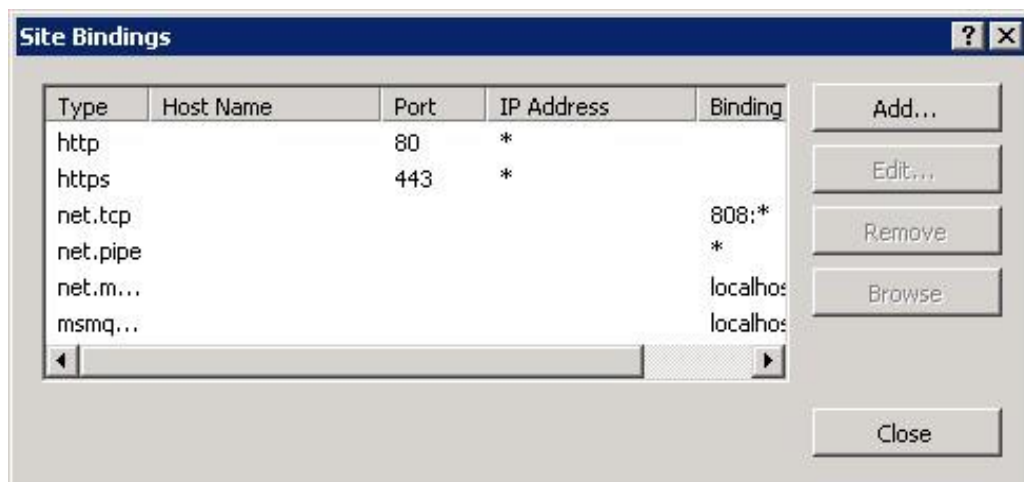 Site Bindings
Type Host Name Port IP Address Binding
http 80 *
https 443 *
net.tcp 808:*
net.pipe *
net.m... localhos
msmq... localhos
Add...
Edit...
Remove
Browse
Close